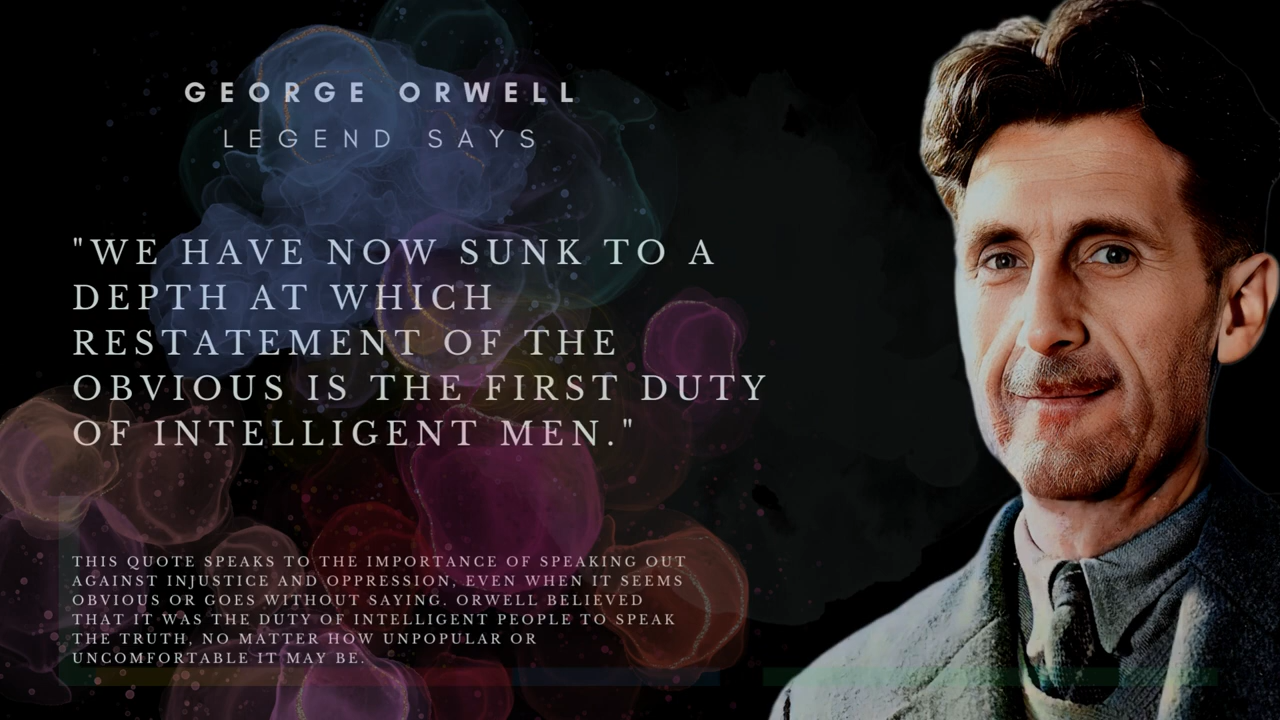 GEORGE ORWELL
LEGEND SAYS
"WE HAVE NOW SUNK TO A
DEPTH AT WHICH
RESTATEMENT OF THE
OBVIOUS IS THE FIRST DUTY
OF INTELLIGENT MEN."
THIS QUOTE SPEAKS TO THE IMPORTANCE OF SPEAKING OUT
AGAINST INJUSTICE AND OPPRESSION, EVEN WHEN IT SEEMS
OBVIOUS OR GOES WITHOUT SAYING. ORWELL BELIEVED
THAT IT WAS THE DUTY OF INTELLIGENT PEOPLE TO SPEAK
THE TRUTH, NO MATTER HOW UNPOPULAR OR
UNCOMFORTABLE IT MAY BE.